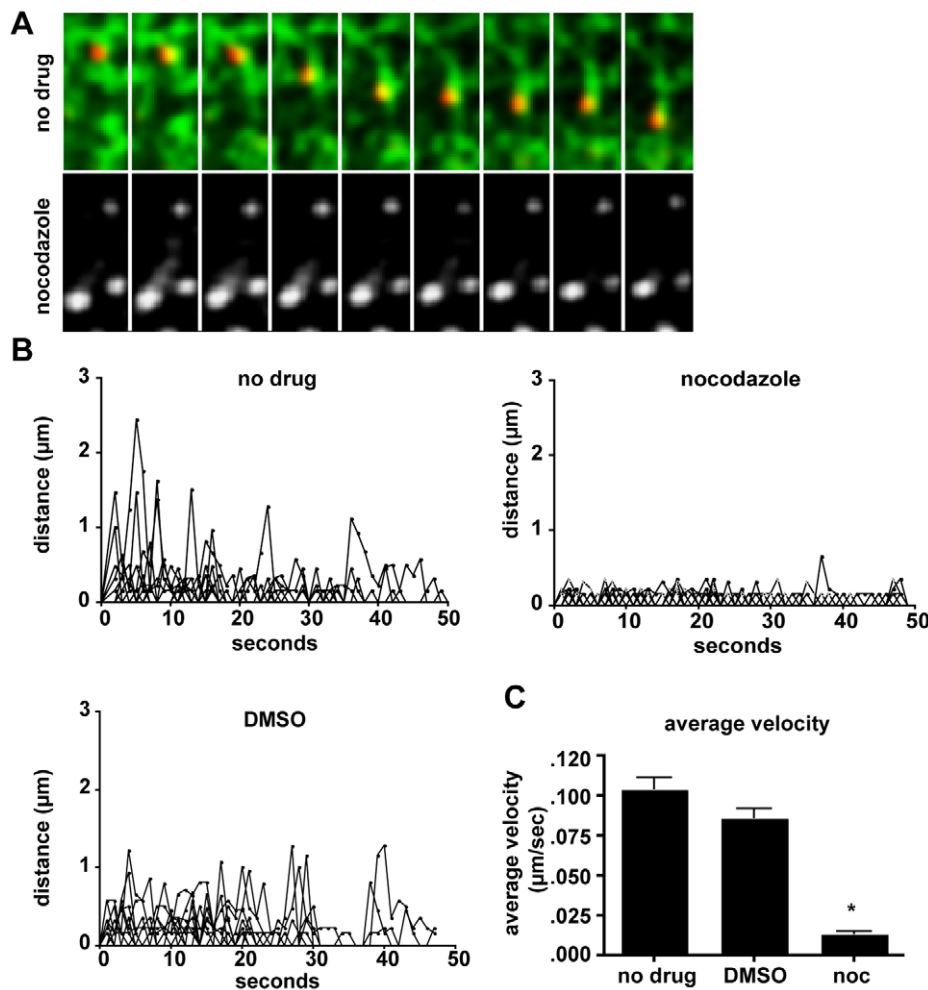 A
no drug
nocodazole
B
no drug
3
2
1
0
distance (µm)
0 10 20 30 40 50
seconds
nocodazole
3
2
1
0
distance (µm)
0 10 20 30 40 50
seconds
DMSO
3
2
1
0
distance (µm)
0 10 20 30 40 50
seconds
C
average velocity
.120
.100
.075
.050
.025
.000
average velocity
(µm/sec)
*
no drug DMSO noc